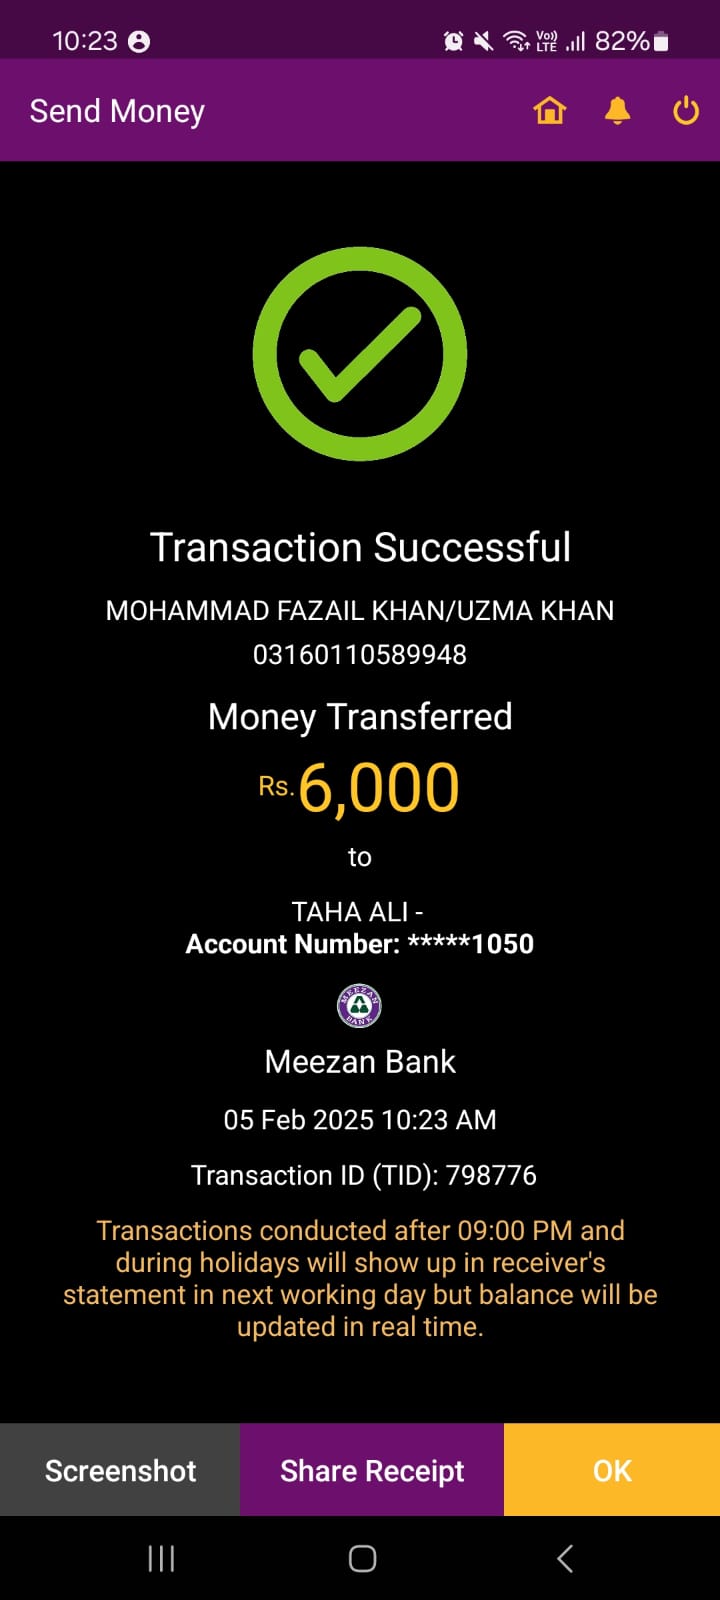 10:23
Vo))
LTE
82%
Send Money
Transaction Successful
MOHAMMAD FAZAIL KHAN/UZMA KHAN
03160110589948
Money Transferred
Rs.6,000
to
TAHA ALI -
Account Number: *****1050
MEEZAN
BANK
Meezan Bank
05 Feb 2025 10:23 AM
Transaction ID (TID): 798776
Transactions conducted after 09:00 PM and
during holidays will show up in receiver's
statement in next working day but balance will be
updated in real time.
Screenshot
Share Receipt
OK